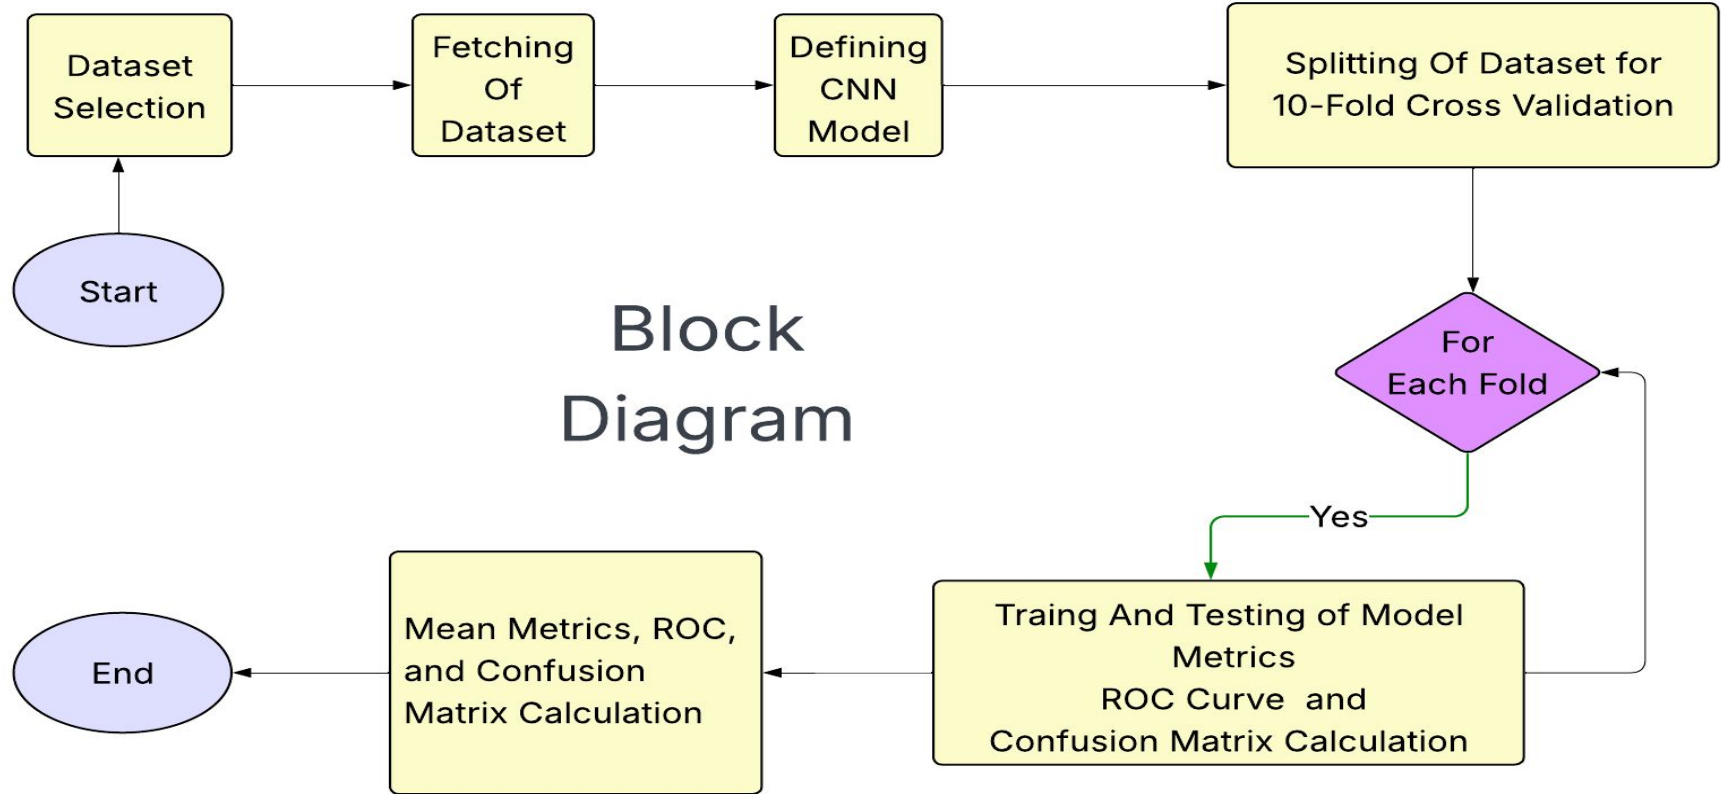 Dataset
Selection
Fetching
Of
Dataset
Defining
CNN
Model
Splitting Of Dataset for
10-Fold Cross Validation
Start
Block
Diagram
For
Each Fold
Yes
Traing And Testing of Model
Metrics
ROC Curve and
Confusion Matrix Calculation
Mean Metrics, ROC,
and Confusion
Matrix Calculation
End